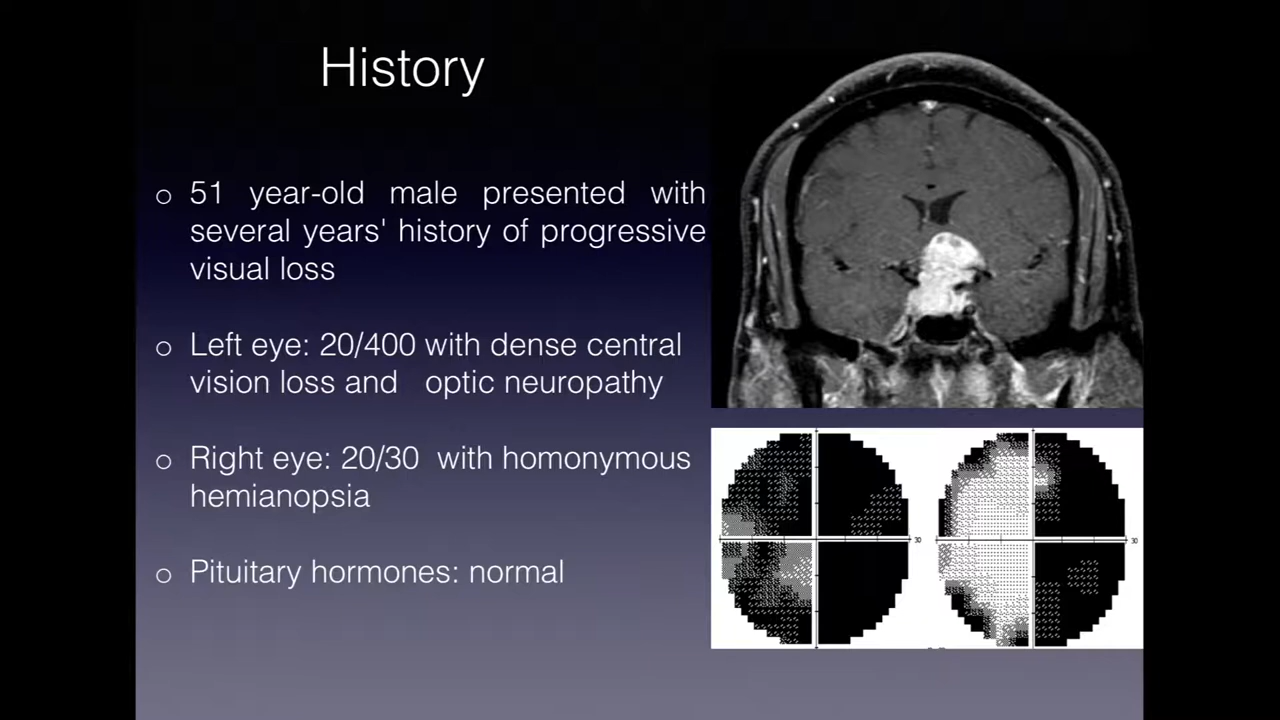 History
o 51 year-old male presented with
several years' history of progressive
visual loss
o Left eye: 20/400 with dense central
vision loss and optic neuropathy
o Right eye: 20/30 with homonymous
hemianopsia
o Pituitary hormones: normal
30
30